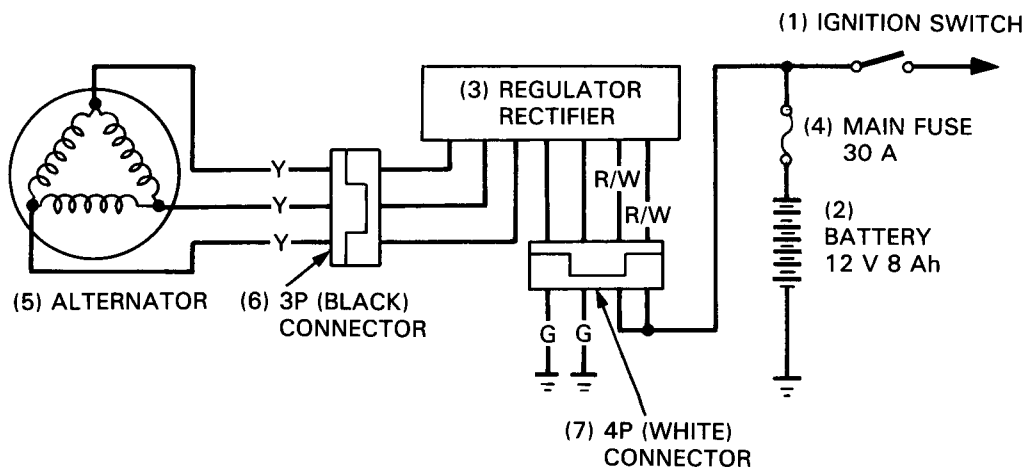 (1) IGNITION SWITCH
(3) REGULATOR
RECTIFIER
(4) MAIN FUSE
30 A
Y
R/W
Y
R/W
(2)
BATTERY
12 V 8 Ah
Y
(5) ALTERNATOR
(6) 3P (BLACK)
CONNECTOR
G
G
(7) 4P (WHITE)
CONNECTOR